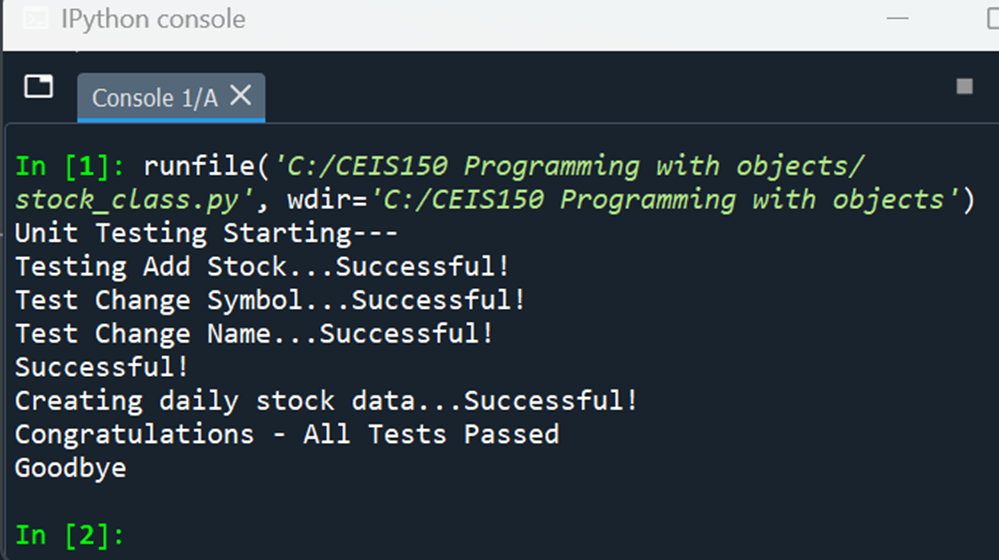 IPython console
Console 1/A
In [1]: runfile('C:/CEIS150 Programming with objects/
stock_class.py', wdir='C:/CEIS150 Programming with objects')
Unit Testing Starting---
Testing Add Stock...Successful!
Test Change Symbol...Successful!
Test Change Name...Successful!
Successful!
Creating daily stock data...Successful!
Congratulations - All Tests Passed
Goodbye
In [2]: